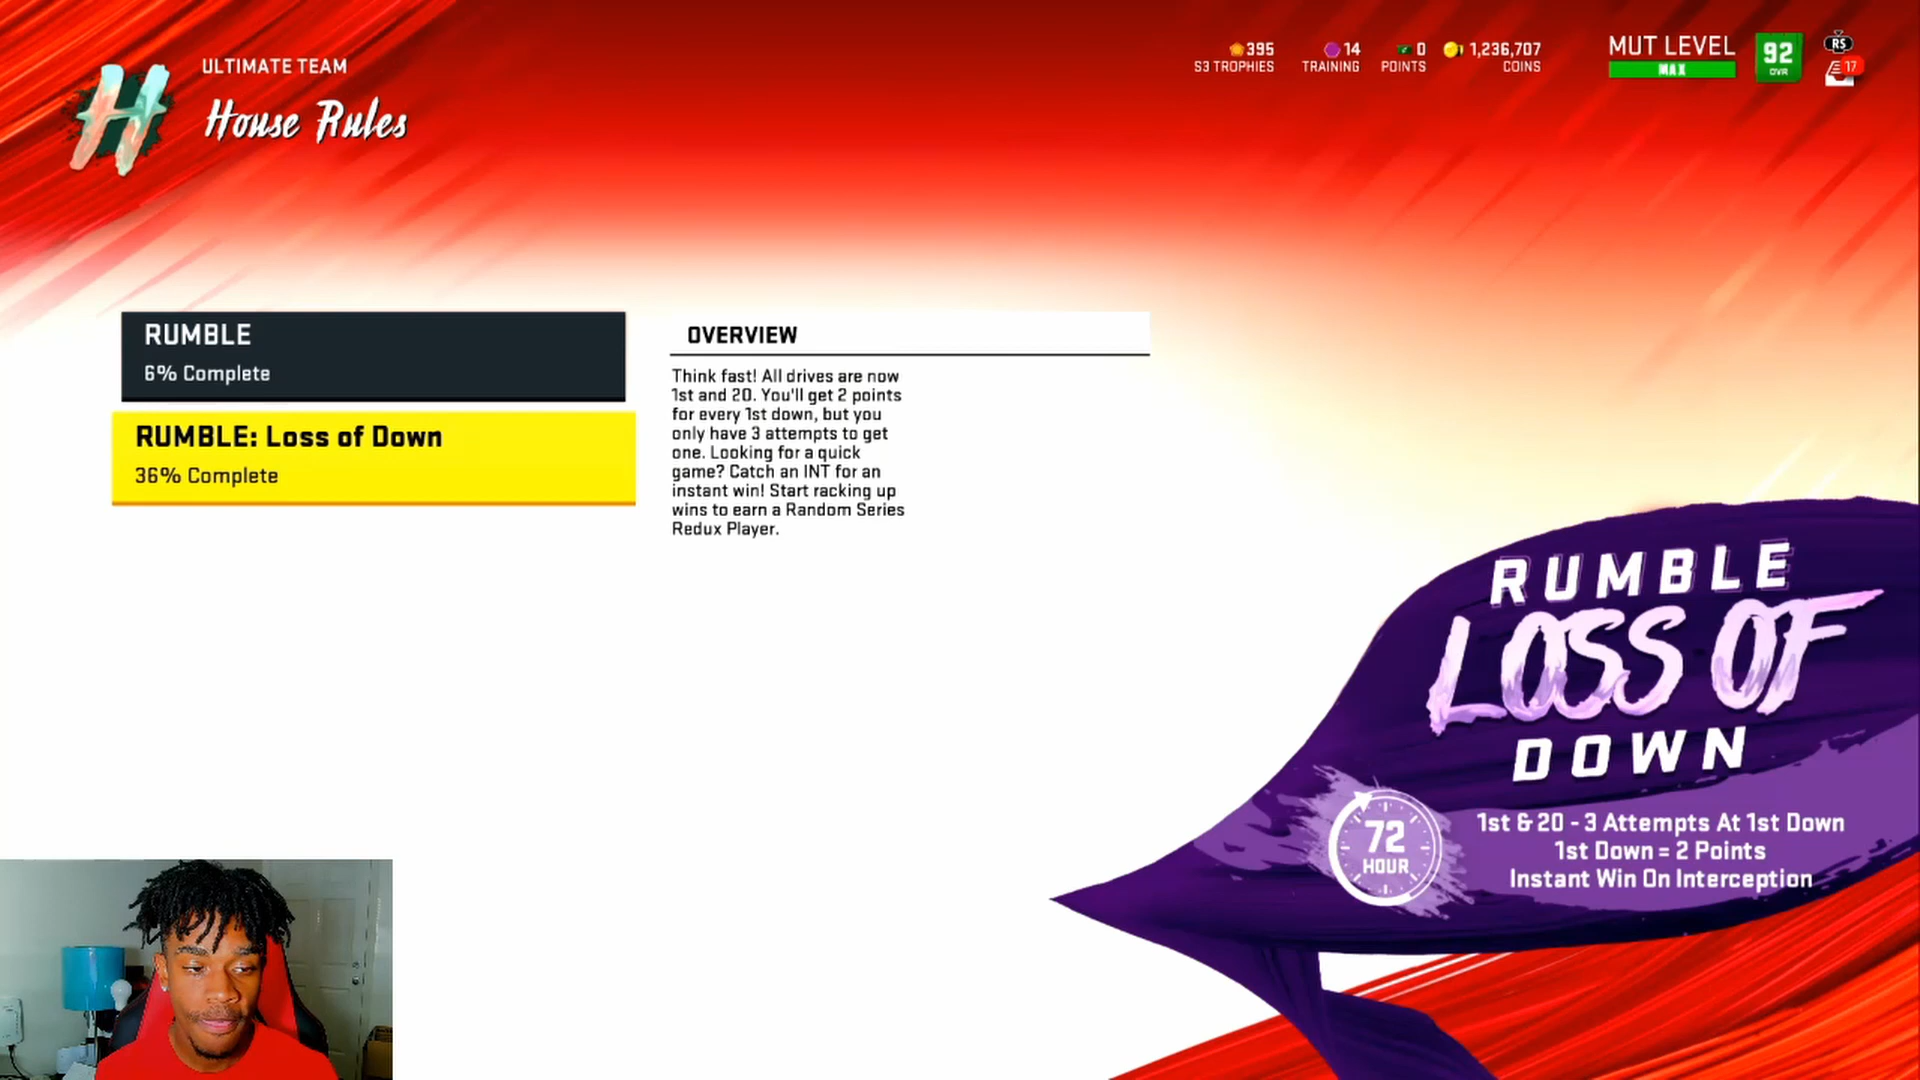 ULTIMATE TEAM
H
House Rules
395
S3 TROPHIES
14
TRAINING
0
POINTS
1,236,707
COINS
MUT LEVEL
MAX
92
OVR
RS
17
RUMBLE
6% Complete
RUMBLE: Loss of Down
36% Complete
OVERVIEW
Think fast! All drives are now
1st and 20. You'll get 2 points
for every 1st down, but you
only have 3 attempts to get
one. Looking for a quick
game? Catch an INT for an
instant win! Start racking up
wins to earn a Random Series
Redux Player.
RUMBLE
LOSS OF
DOWN
72
HOUR
1st & 20 - 3 Attempts At 1st Down
1st Down = 2 Points
Instant Win On Interception